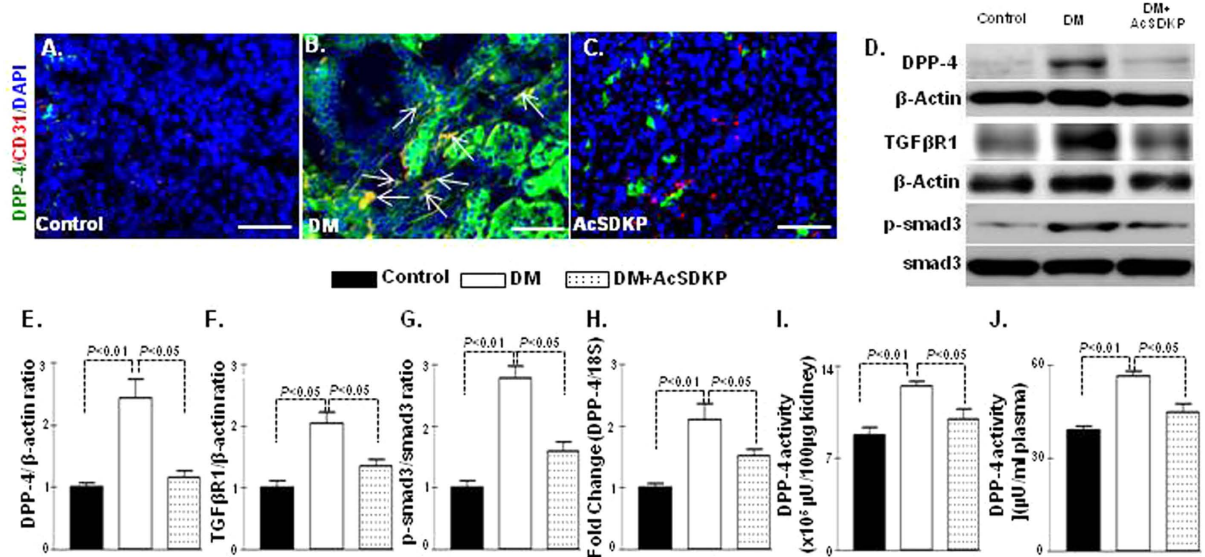 A.
B.
C.
DPP-4/CD31/DAPI
Control
DM
AcSDKP
D.
Control
DM
DM+
AcSDKP
DPP-4
β-Actin
TGFβR1
β-Actin
p-smad3
smad3
Control
DM
DM+AcSDKP
E.
DPP-4/β-actin ratio
3
2
1
0
P<0.01
P<0.05
F.
TGFβR1/β-actin ratio
3
2
1
0
P<0.05
P<0.05
G.
p-smad3/smad3 ratio
3
2
1
0
P<0.01
P<0.05
H.
Fold Change (DPP-4/18S)
3
2
1
0
P<0.01
P<0.05
I.
DPP-4 activity
(x10⁵ µU/100µg kidney)
14
7
0
P<0.01
P<0.05
J.
DPP-4 activity
](µU/ml plasma)
60
30
0
P<0.01
P<0.05